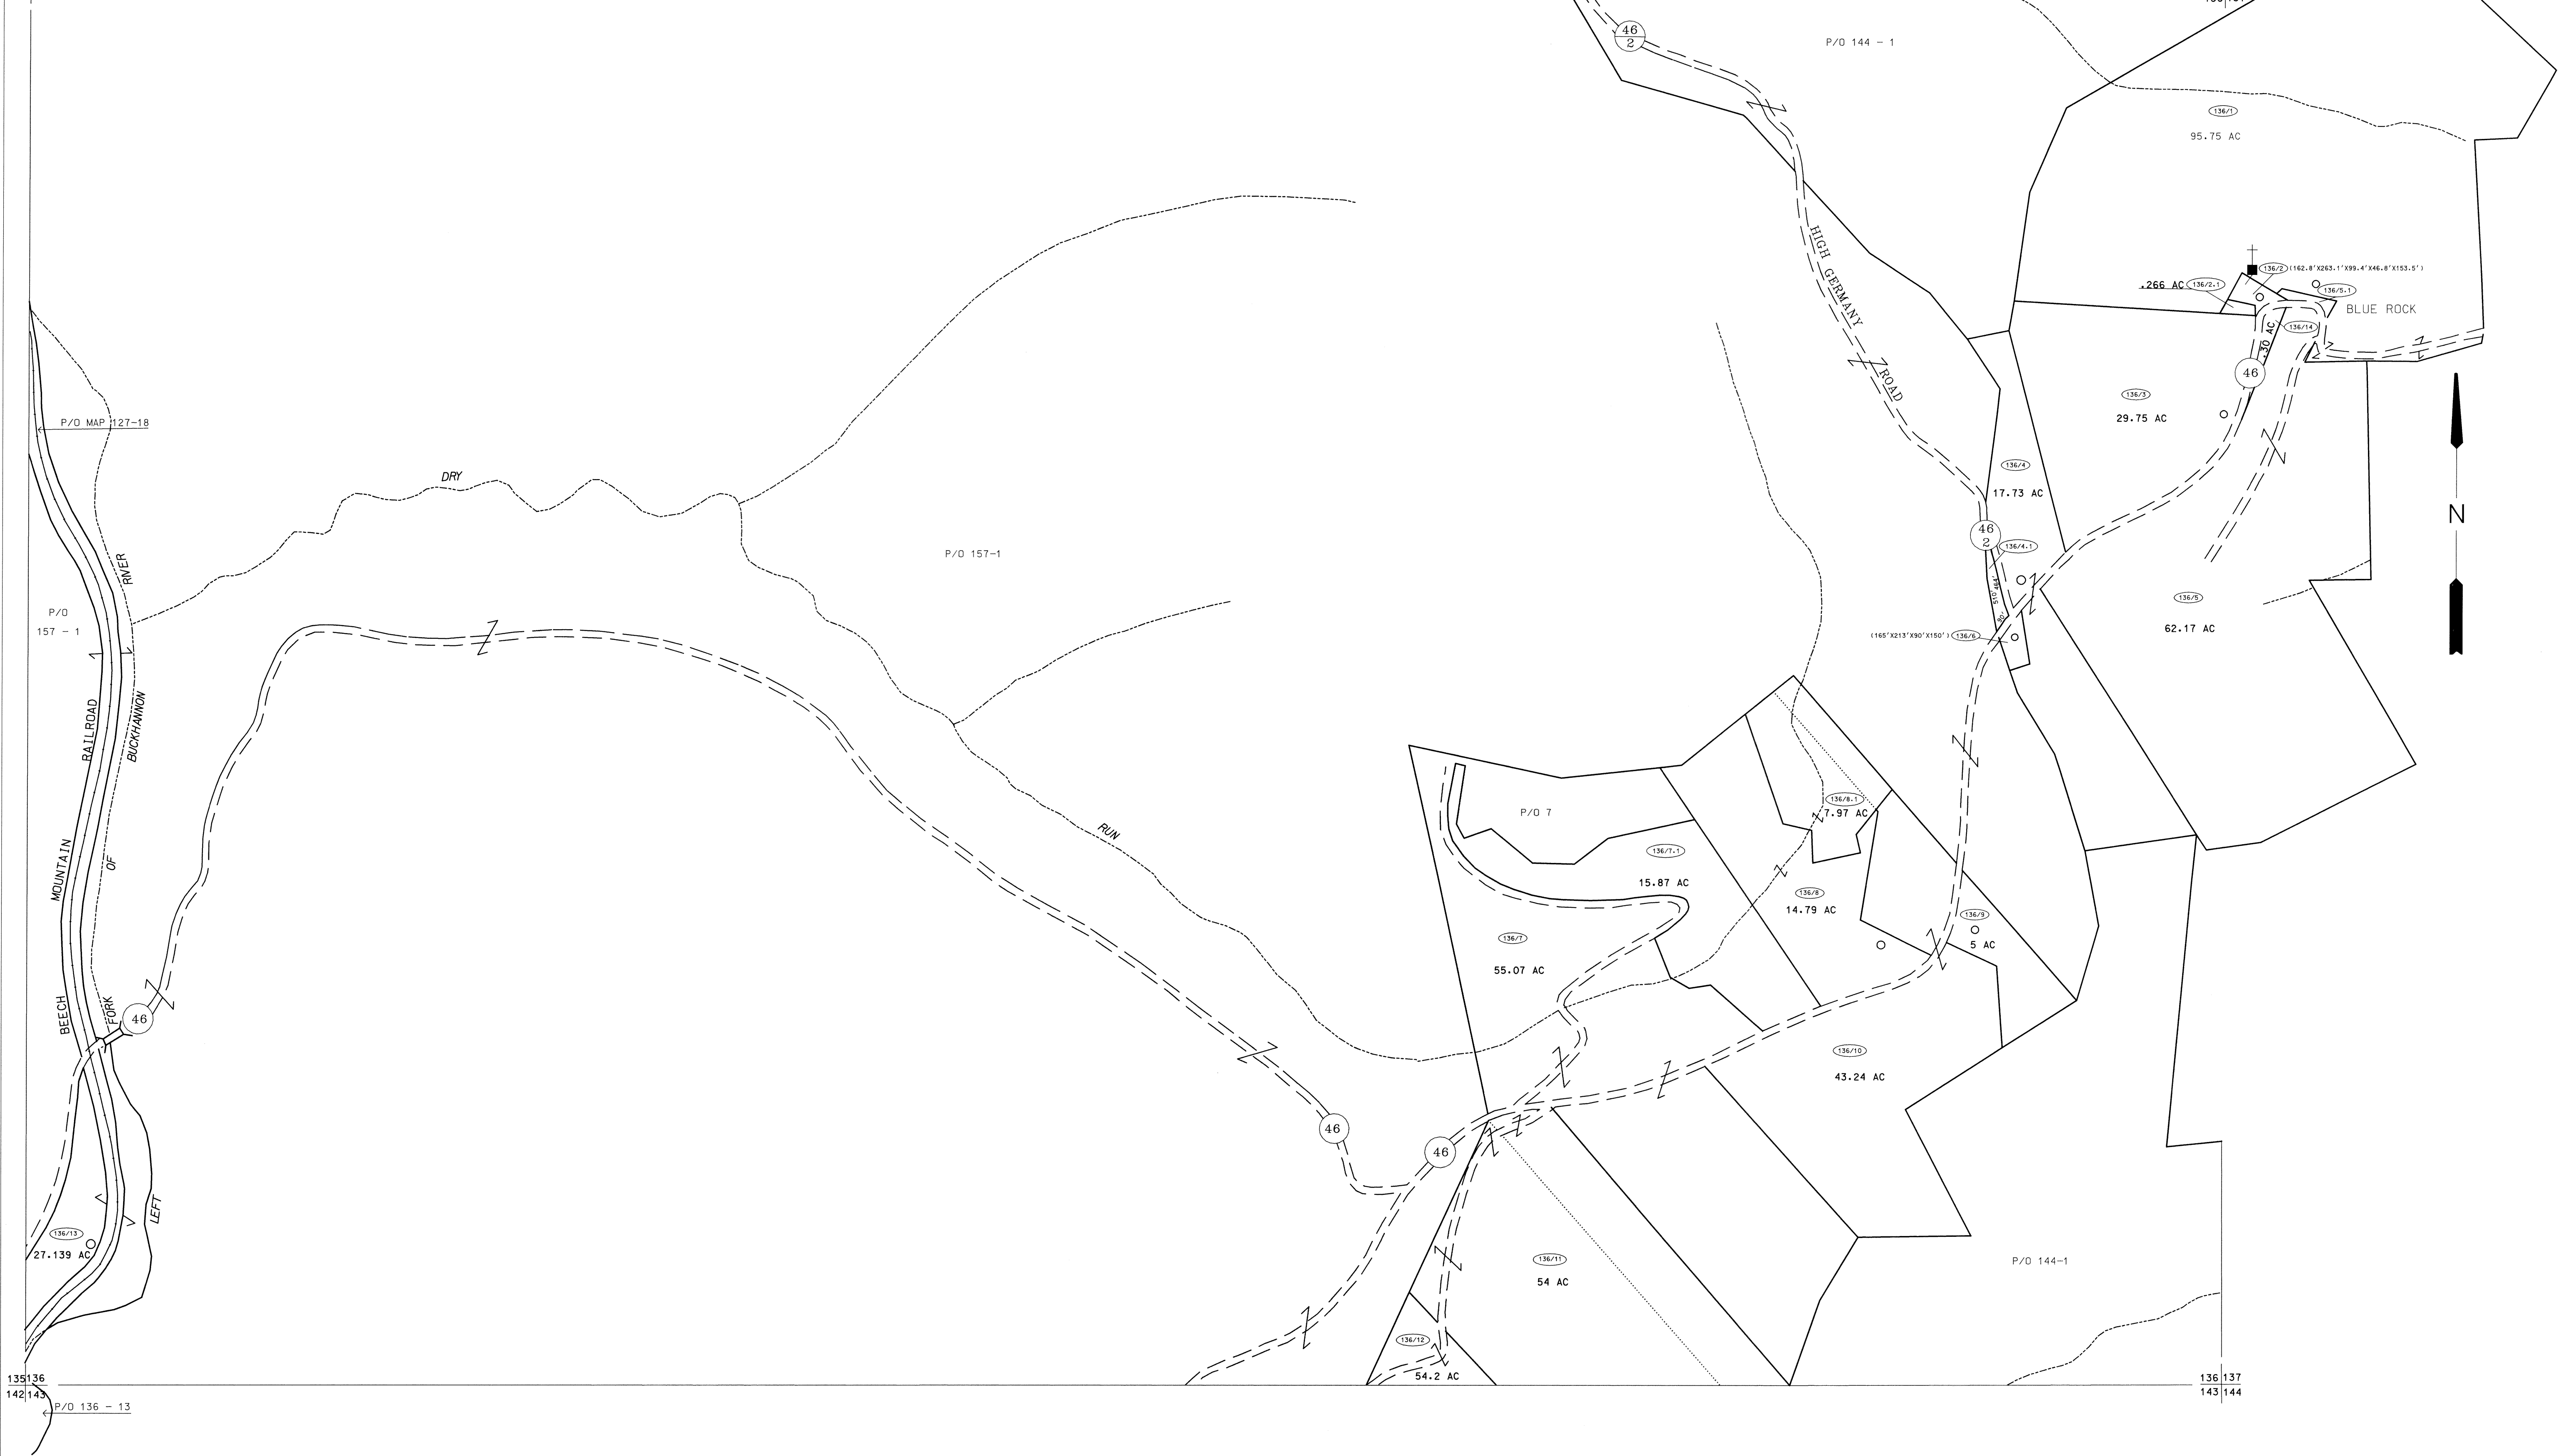 46
2
P/O 144 - 1
136/1
95.75 AC
136/2 (162.8'X263.1'X99.4'X46.8'X153.5')
.266 AC 136/2.1
136/5.1
BLUE ROCK
136/14
.30 AC
46
HIGH GERMANY ROAD
136/3
29.75 AC
P/O MAP 127-18
136/4
17.73 AC
DRY
N
46
2
136/4.1
P/O 157-1
RIVER
510'
464'
90'
136/5
62.17 AC
P/O
157 - 1
(165'X213'X90'X150') 136/6
RAILROAD
BUCKHANNON
136/8.1
7.97 AC
P/O 7
RUN
136/7.1
15.87 AC
MOUNTAIN
OF
136/8
14.79 AC
136/9
5 AC
136/7
55.07 AC
BEECH
FORK
46
136/10
43.24 AC
46
46
LEFT
136/13
27.139 AC
136/11
54 AC
P/O 144-1
136/12
54.2 AC
135 136
142 143
136 137
143 144
P/O 136 - 13